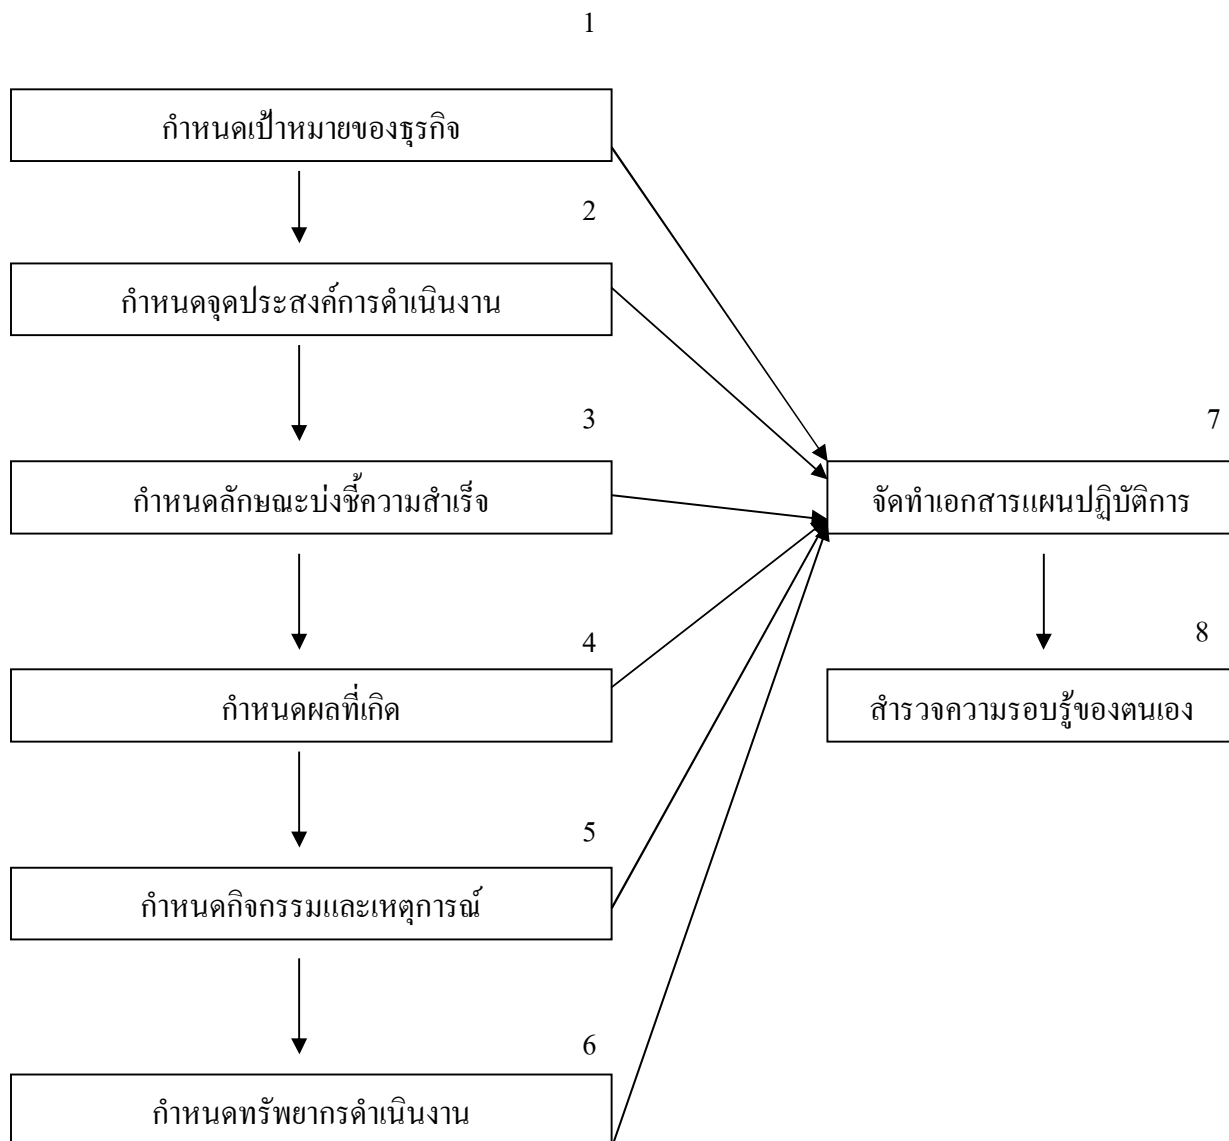 1
กำหนดเป้าหมายของธุรกิจ
2
กำหนดจุดประสงค์การดำเนินงาน
3
กำหนดลักษณะบ่งชี้ความสำเร็จ
4
กำหนดผลที่เกิด
5
กำหนดกิจกรรมและเหตุการณ์
6
กำหนดทรัพยากรดำเนินงาน
7
จัดทำเอกสารแผนปฏิบัติการ
8
สำรวจความรอบรู้ของตนเอง